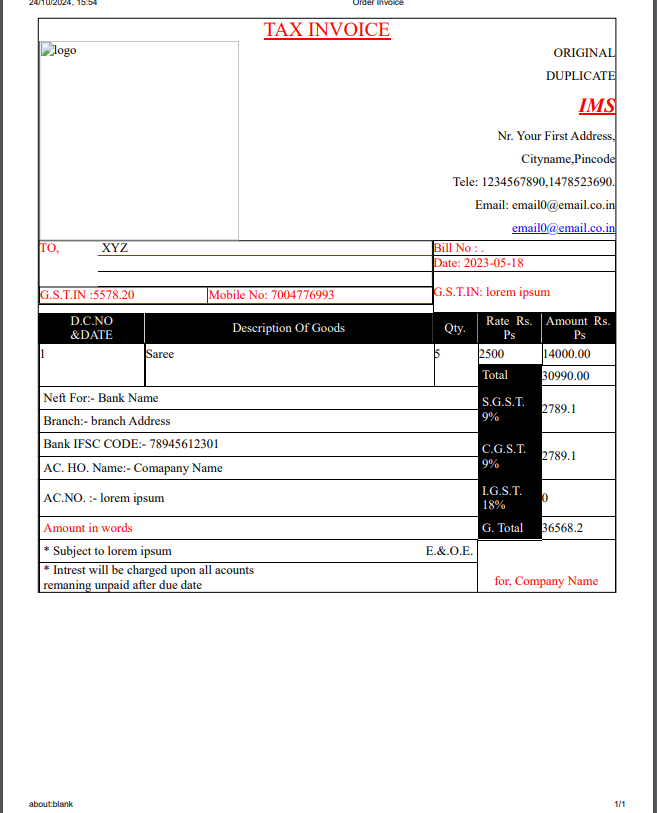 24/10/2024, 15:54 Order Invoice
TAX INVOICE
logo
ORIGINAL
DUPLICATE
IMS
Nr. Your First Address,
Cityname,Pincode
Tele: 1234567890,1478523690.
Email: email0@email.co.in
email0@email.co.in
TO, XYZ Bill No : .
Date: 2023-05-18
G.S.T.IN :5578.20 Mobile No: 7004776993 G.S.T.IN: lorem ipsum
D.C.NO &DATE Description Of Goods Qty. Rate Rs. Ps Amount Rs. Ps
1 Saree 5 2500 14000.00
Total 30990.00
Neft For:- Bank Name
S.G.S.T. 9% 2789.1
Branch:- branch Address
Bank IFSC CODE:- 78945612301
C.G.S.T. 9% 2789.1
AC. HO. Name:- Comapany Name
AC.NO. :- lorem ipsum I.G.S.T. 18% 0
Amount in words G. Total 36568.2
* Subject to lorem ipsum E.&.O.E.
* Intrest will be charged upon all acounts
remaning unpaid after due date
for, Company Name
about:blank 1/1